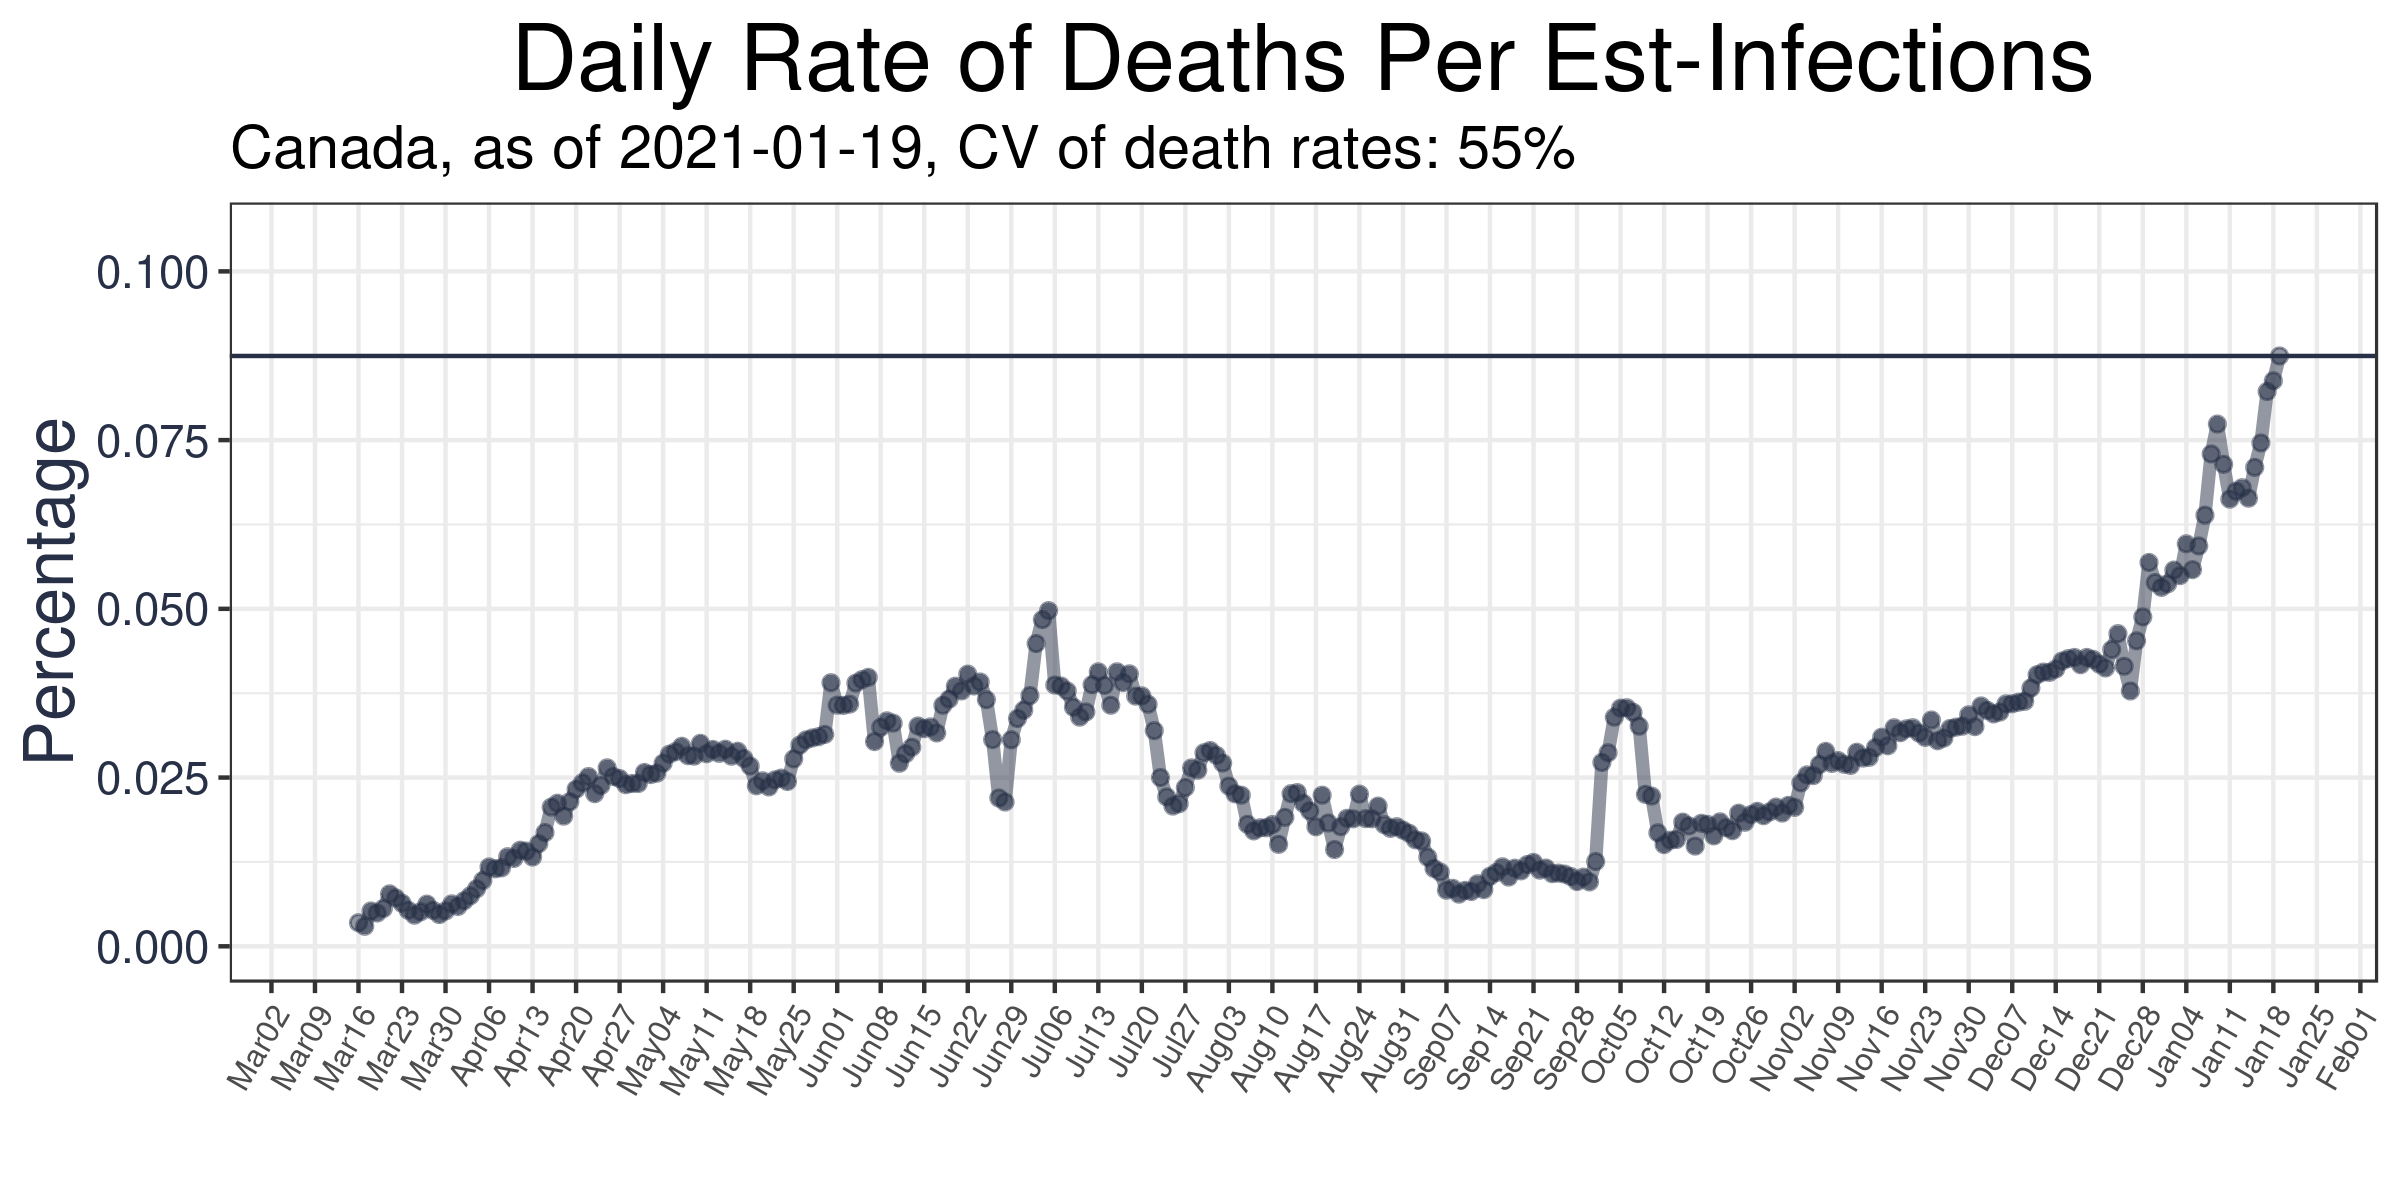 Daily Rate of Deaths Per Est-Infections
Canada, as of 2021-01-19, CV of death rates: 55%
Percentage
0.100
0.075
0.050
0.025
0.000
Mar02
Mar09
Mar16
Mar23
Mar30
Apr06
Apr13
Apr20
Apr27
May04
May11
May18
May25
Jun01
Jun08
Jun15
Jun22
Jun29
Jul06
Jul13
Jul20
Jul27
Aug03
Aug10
Aug17
Aug24
Aug31
Sep07
Sep14
Sep21
Sep28
Oct05
Oct12
Oct19
Oct26
Nov02
Nov09
Nov16
Nov23
Nov30
Dec07
Dec14
Dec21
Dec28
Jan04
Jan11
Jan18
Jan25
Feb01